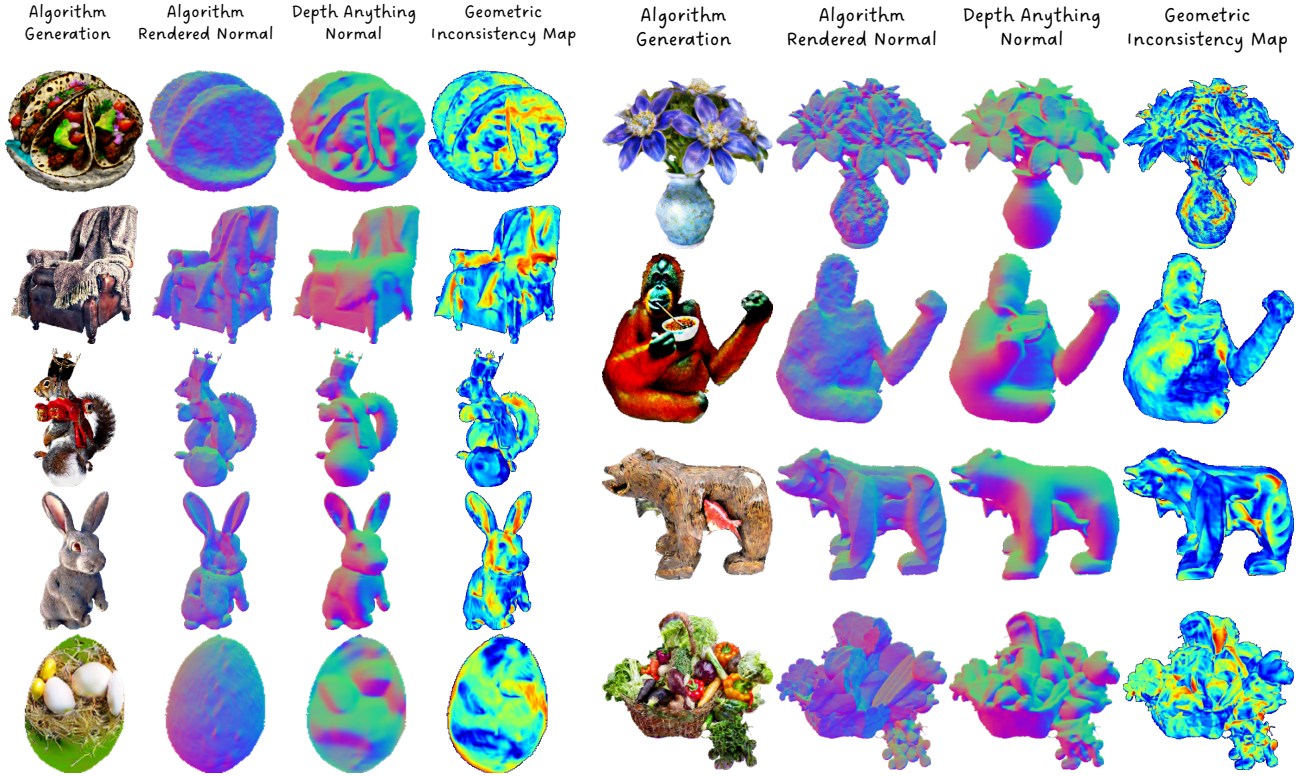 Algorithm
Generation
Algorithm
Rendered Normal
Depth Anything
Normal
Geometric
Inconsistency Map
Algorithm
Generation
Algorithm
Rendered Normal
Depth Anything
Normal
Geometric
Inconsistency Map